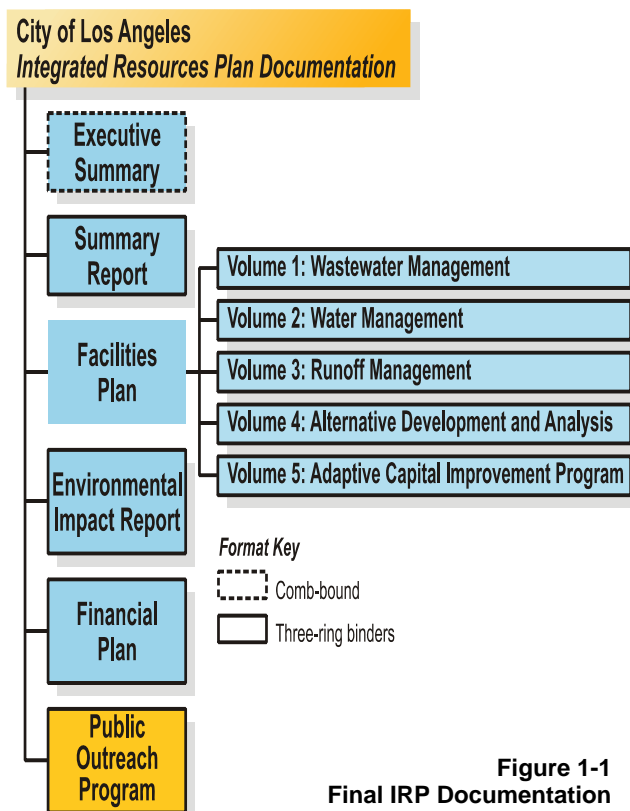 City of Los Angeles
Integrated Resources Plan Documentation
Executive
Summary
Summary
Report
Facilities
Plan
Volume 1: Wastewater Management
Volume 2: Water Management
Volume 3: Runoff Management
Volume 4: Alternative Development and Analysis
Volume 5: Adaptive Capital Improvement Program
Environmental
Impact Report
Financial
Plan
Public
Outreach
Program
Format Key
Comb-bound
Three-ring binders
Figure 1-1
Final IRP Documentation